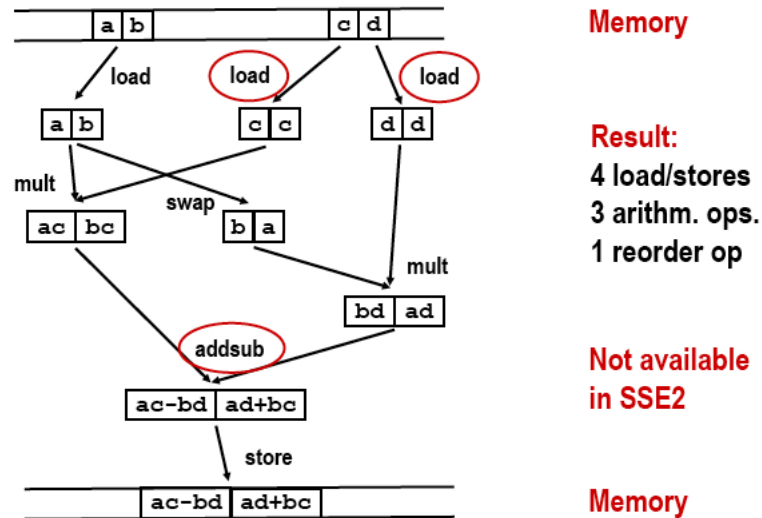 a b
c d
Memory
load
load
load
a b
c c
d d
Result:
4 load/stores
mult
swap
3 arithm. ops.
ac bc
b a
1 reorder op
mult
bd ad
addsub
Not available
in SSE2
ac-bd ad+bc
store
ac-bd ad+bc
Memory